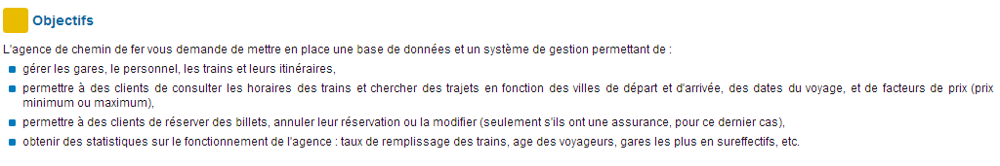 Objectifs
L'agence de chemin de fer vous demande de mettre en place une base de données et un système de gestion permettant de :
gérer les gares, le personnel, les trains et leurs itinéraires,
permettre à des clients de consulter les horaires des trains et chercher des trajets en fonction des villes de départ et d'arrivée, des dates du voyage, et de facteurs de prix (prix
minimum ou maximum),
permettre à des clients de réserver des billets, annuler leur réservation ou la modifier (seulement s'ils ont une assurance, pour ce dernier cas),
obtenir des statistiques sur le fonctionnement de l'agence : taux de remplissage des trains, age des voyageurs, gares les plus en sureffectifs, etc.